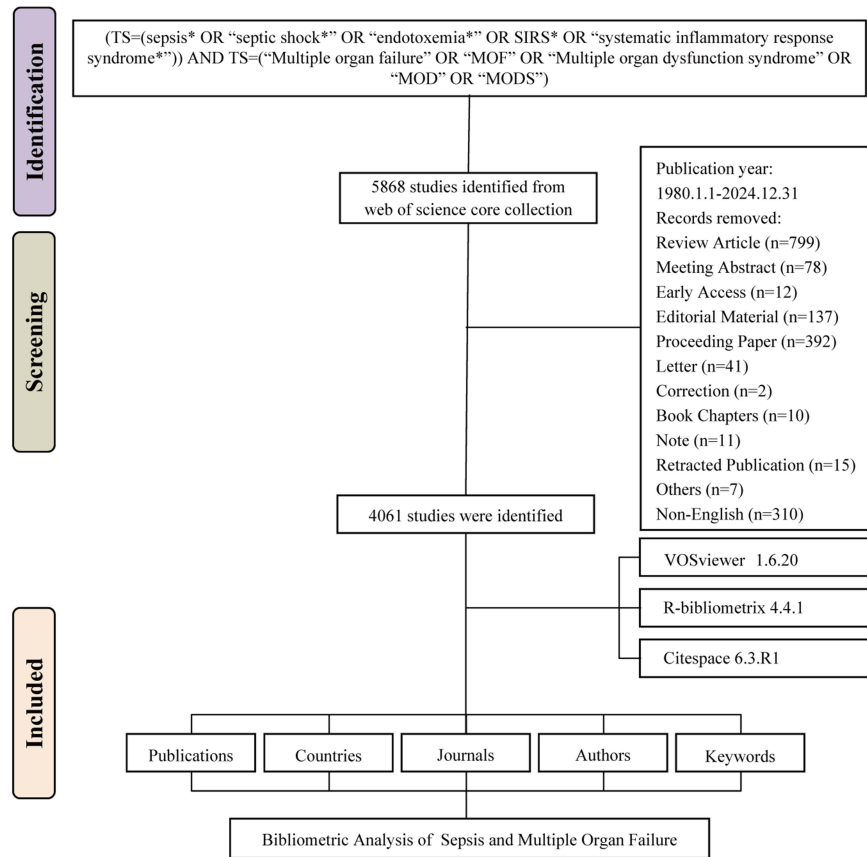 (TS=(sepsis* OR “septic shock*” OR “endotoxemia*” OR SIRS* OR “systematic inflammatory response
syndrome*”)) AND TS=(“Multiple organ failure” OR “MOF” OR “Multiple organ dysfunction syndrome” OR
“MOD” OR “MODS”)
Identification
5868 studies identified from
web of science core collection
Publication year:
1980.1.1-2024.12.31
Records removed:
Review Article (n=799)
Meeting Abstract (n=78)
Early Access (n=12)
Editorial Material (n=137)
Proceeding Paper (n=392)
Letter (n=41)
Correction (n=2)
Book Chapters (n=10)
Note (n=11)
Retracted Publication (n=15)
Others (n=7)
Non-English (n=310)
Screening
4061 studies were identified
VOSviewer 1.6.20
R-bibliometrix 4.4.1
Citespace 6.3.R1
Included
Publications
Countries
Journals
Authors
Keywords
Bibliometric Analysis of Sepsis and Multiple Organ Failure